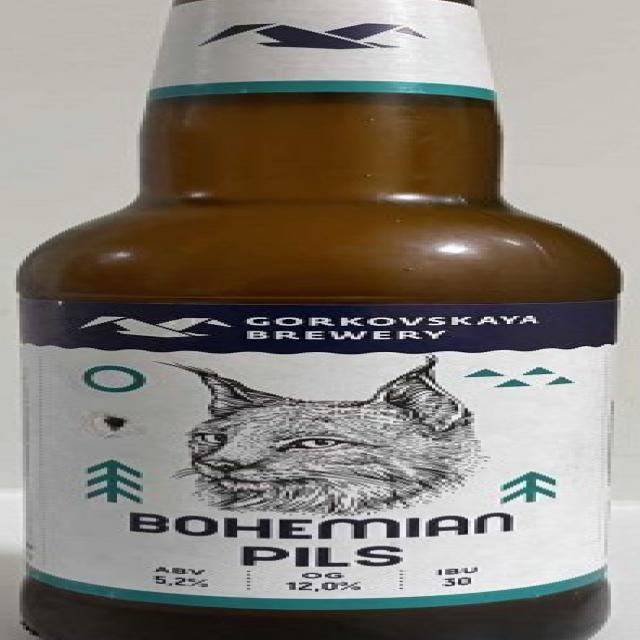 GORKOVSKAYA
BREWERY
BOHEMIAN
PILS
ABV OG IBU
5,2% 12,0% 30